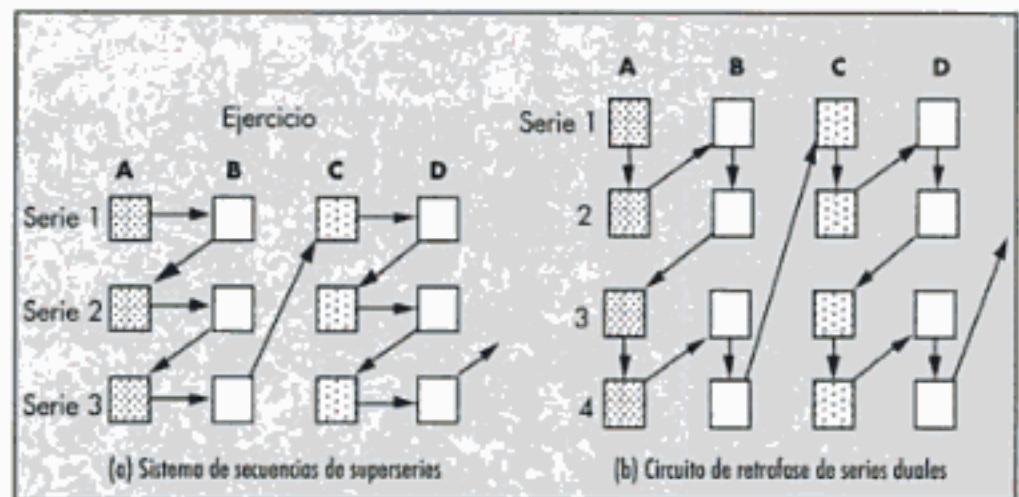 Ejercicio
A B C D
Serie 1
Serie 2
Serie 3
(a) Sistema de secuencias de superseries
A B C D
Serie 1
2
3
4
(b) Circuito de retrofase de series duales